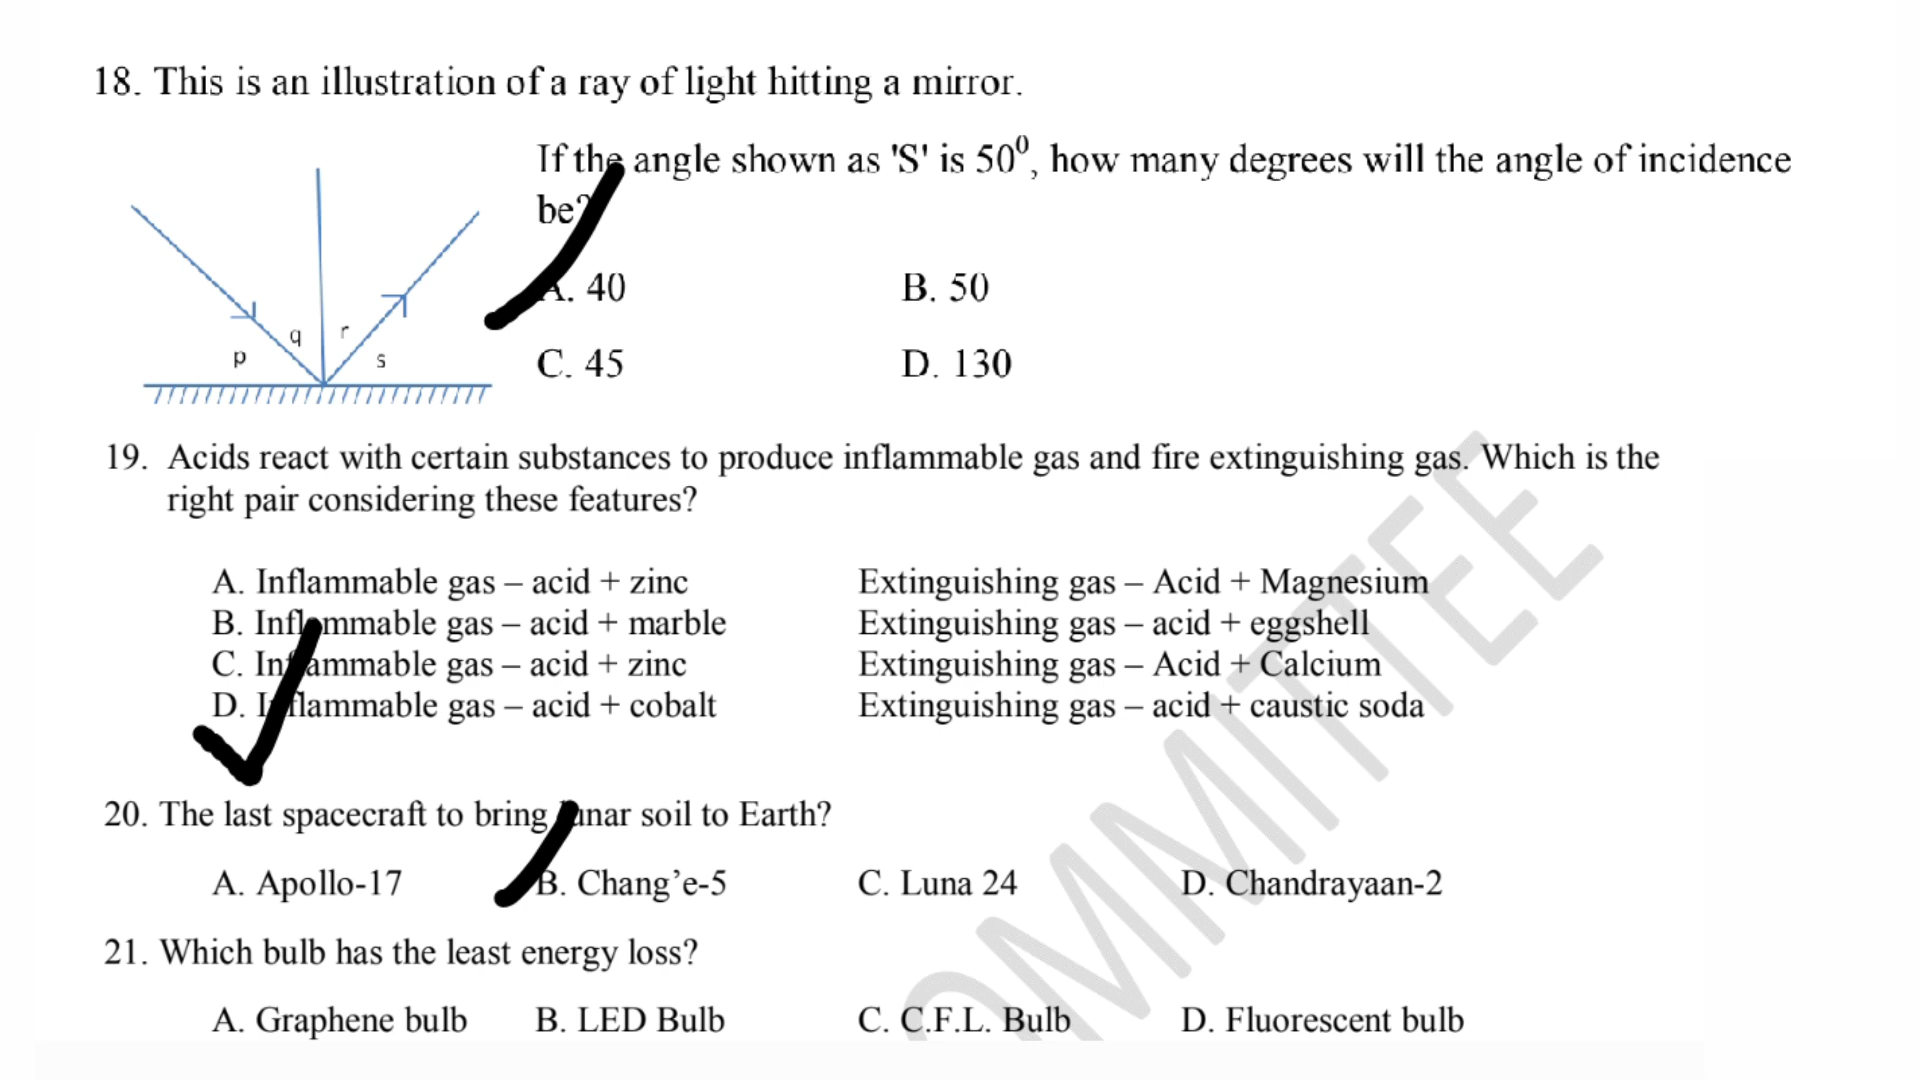 18. This is an illustration of a ray of light hitting a mirror.
If the angle shown as 'S' is 50⁰, how many degrees will the angle of incidence
be?
A. 40 B. 50
C. 45 D. 130
q r
p s
19. Acids react with certain substances to produce inflammable gas and fire extinguishing gas. Which is the
right pair considering these features?
A. Inflammable gas – acid + zinc Extinguishing gas – Acid + Magnesium
B. Inflammable gas – acid + marble Extinguishing gas – acid + eggshell
C. Inflammable gas – acid + zinc Extinguishing gas – Acid + Calcium
D. Inflammable gas – acid + cobalt Extinguishing gas – acid + caustic soda
20. The last spacecraft to bring lunar soil to Earth?
A. Apollo-17 B. Chang’e-5 C. Luna 24 D. Chandrayaan-2
21. Which bulb has the least energy loss?
A. Graphene bulb B. LED Bulb C. C.F.L. Bulb D. Fluorescent bulb
OMMITTEE